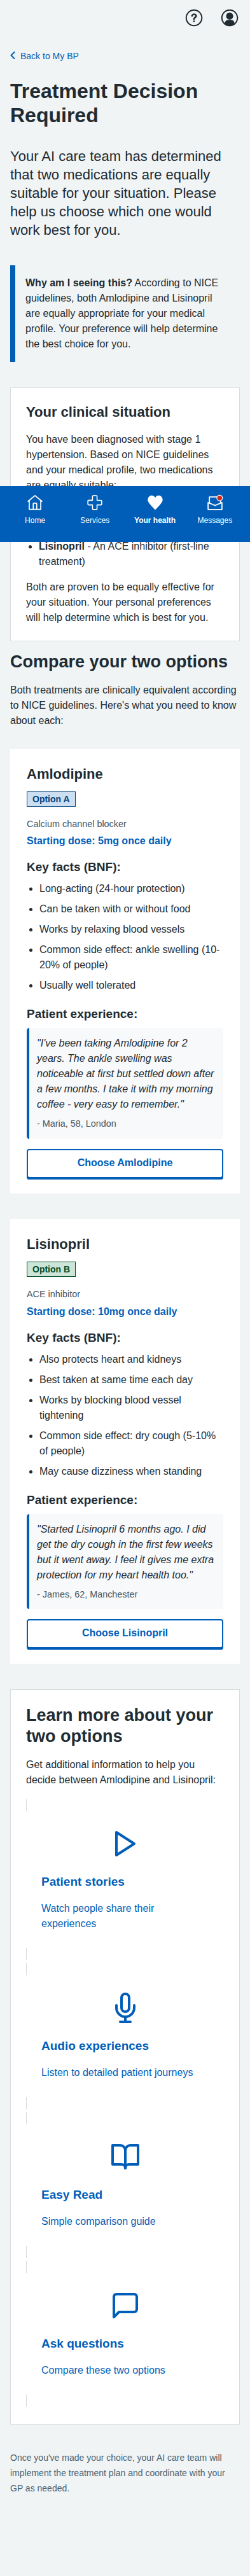 Back to My BP
Treatment Decision
Required
Your AI care team has determined
that two medications are equally
suitable for your situation. Please
help us choose which one would
work best for you.
Why am I seeing this? According to NICE
guidelines, both Amlodipine and Lisinopril
are equally appropriate for your medical
profile. Your preference will help determine
the best choice for you.
Your clinical situation
You have been diagnosed with stage 1
hypertension. Based on NICE guidelines
and your medical profile, two medications
are equally suitable:
Home Services Your health Messages
• Lisinopril - An ACE inhibitor (first-line
treatment)
Both are proven to be equally effective for
your situation. Your personal preferences
will help determine which is best for you.
Compare your two options
Both treatments are clinically equivalent according
to NICE guidelines. Here's what you need to know
about each:
Amlodipine
Option A
Calcium channel blocker
Starting dose: 5mg once daily
Key facts (BNF):
• Long-acting (24-hour protection)
• Can be taken with or without food
• Works by relaxing blood vessels
• Common side effect: ankle swelling (10-
20% of people)
• Usually well tolerated
Patient experience:
"I've been taking Amlodipine for 2
years. The ankle swelling was
noticeable at first but settled down after
a few months. I take it with my morning
coffee - very easy to remember."
- Maria, 58, London
Choose Amlodipine
Lisinopril
Option B
ACE inhibitor
Starting dose: 10mg once daily
Key facts (BNF):
• Also protects heart and kidneys
• Best taken at same time each day
• Works by blocking blood vessel
tightening
• Common side effect: dry cough (5-10%
of people)
• May cause dizziness when standing
Patient experience:
"Started Lisinopril 6 months ago. I did
get the dry cough in the first few weeks
but it went away. I feel it gives me extra
protection for my heart health too."
- James, 62, Manchester
Choose Lisinopril
Learn more about your
two options
Get additional information to help you
decide between Amlodipine and Lisinopril:
Patient stories
Watch people share their
experiences
Audio experiences
Listen to detailed patient journeys
Easy Read
Simple comparison guide
Ask questions
Compare these two options
Once you've made your choice, your AI care team will
implement the treatment plan and coordinate with your
GP as needed.